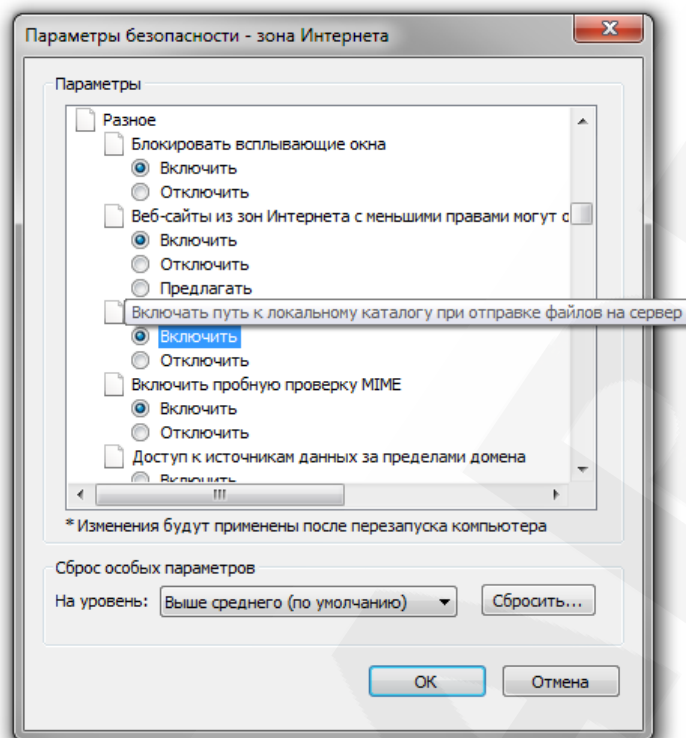 Параметры безопасности - зона Интернета
Параметры
Разное
Блокировать всплывающие окна
Включить
Отключить
Веб-сайты из зон Интернета с меньшими правами могут о
Включить
Отключить
Предлагать
Включать путь к локальному каталогу при отправке файлов на сервер
Включить
Отключить
Включить пробную проверку MIME
Включить
Отключить
Доступ к источникам данных за пределами домена
Включить
* Изменения будут применены после перезапуска компьютера
Сброс особых параметров
На уровень: Выше среднего (по умолчанию) Сбросить...
ОК Отмена